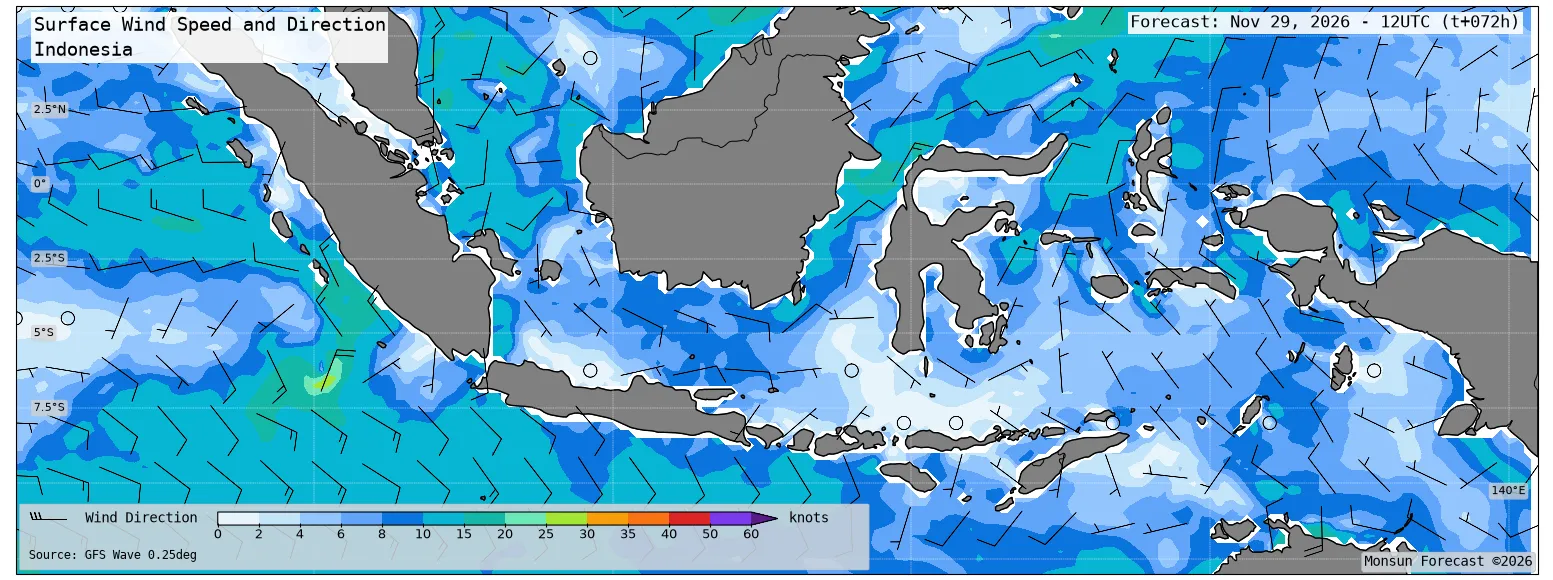 Surface Wind Speed and Direction
Indonesia
Forecast: Nov 29, 2026 - 12UTC (t+072h)
2.5°N
0°
2.5°S
5°S
7.5°S
140°E
Wind Direction
0 2 4 6 8 10 15 20 25 30 35 40 50 60
knots
Source: GFS Wave 0.25deg
Monsun Forecast ©2026